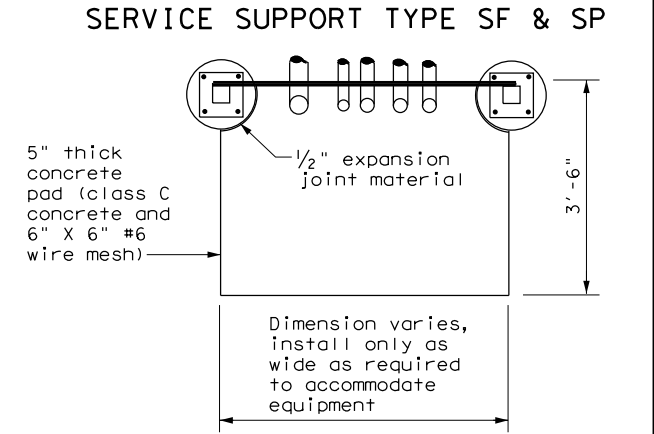 SERVICE SUPPORT TYPE SF & SP
5" thick
concrete
pad (class C
concrete and
6" X 6" #6
wire mesh)
1/2" expansion
joint material
3'-6"
Dimension varies,
install only as
wide as required
to accommodate
equipment